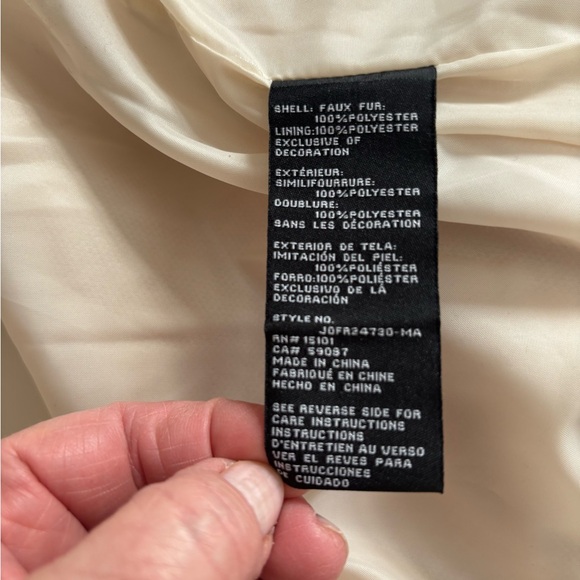 SHELL: FAUX FUR:
100%POLYESTER
LINING:100%POLYESTER
EXCLUSIVE OF
DECORATION
EXTÉRIEUR:
SIMILIFOURRURE:
100%POLYESTER
DOUBLURE:
100%POLYESTER
SANS LES DÉCORATION
EXTERIOR DE TELA:
IMITACIÓN DEL PIEL:
100%POLIÉSTER
FORRO:100%POLIÉSTER
EXCLUSIVO DE LA
DECORACIÓN
STYLE NO.
JOFR24730-MA
RN# 15101
CA# 59097
MADE IN CHINA
FABRIQUÉ EN CHINE
HECHO EN CHINA
SEE REVERSE SIDE FOR
CARE INSTRUCTIONS
INSTRUCTIONS
D'ENTRETIEN AU VERSO
VER EL REVES PARA
INSTRUCCIONES
DE CUIDADO